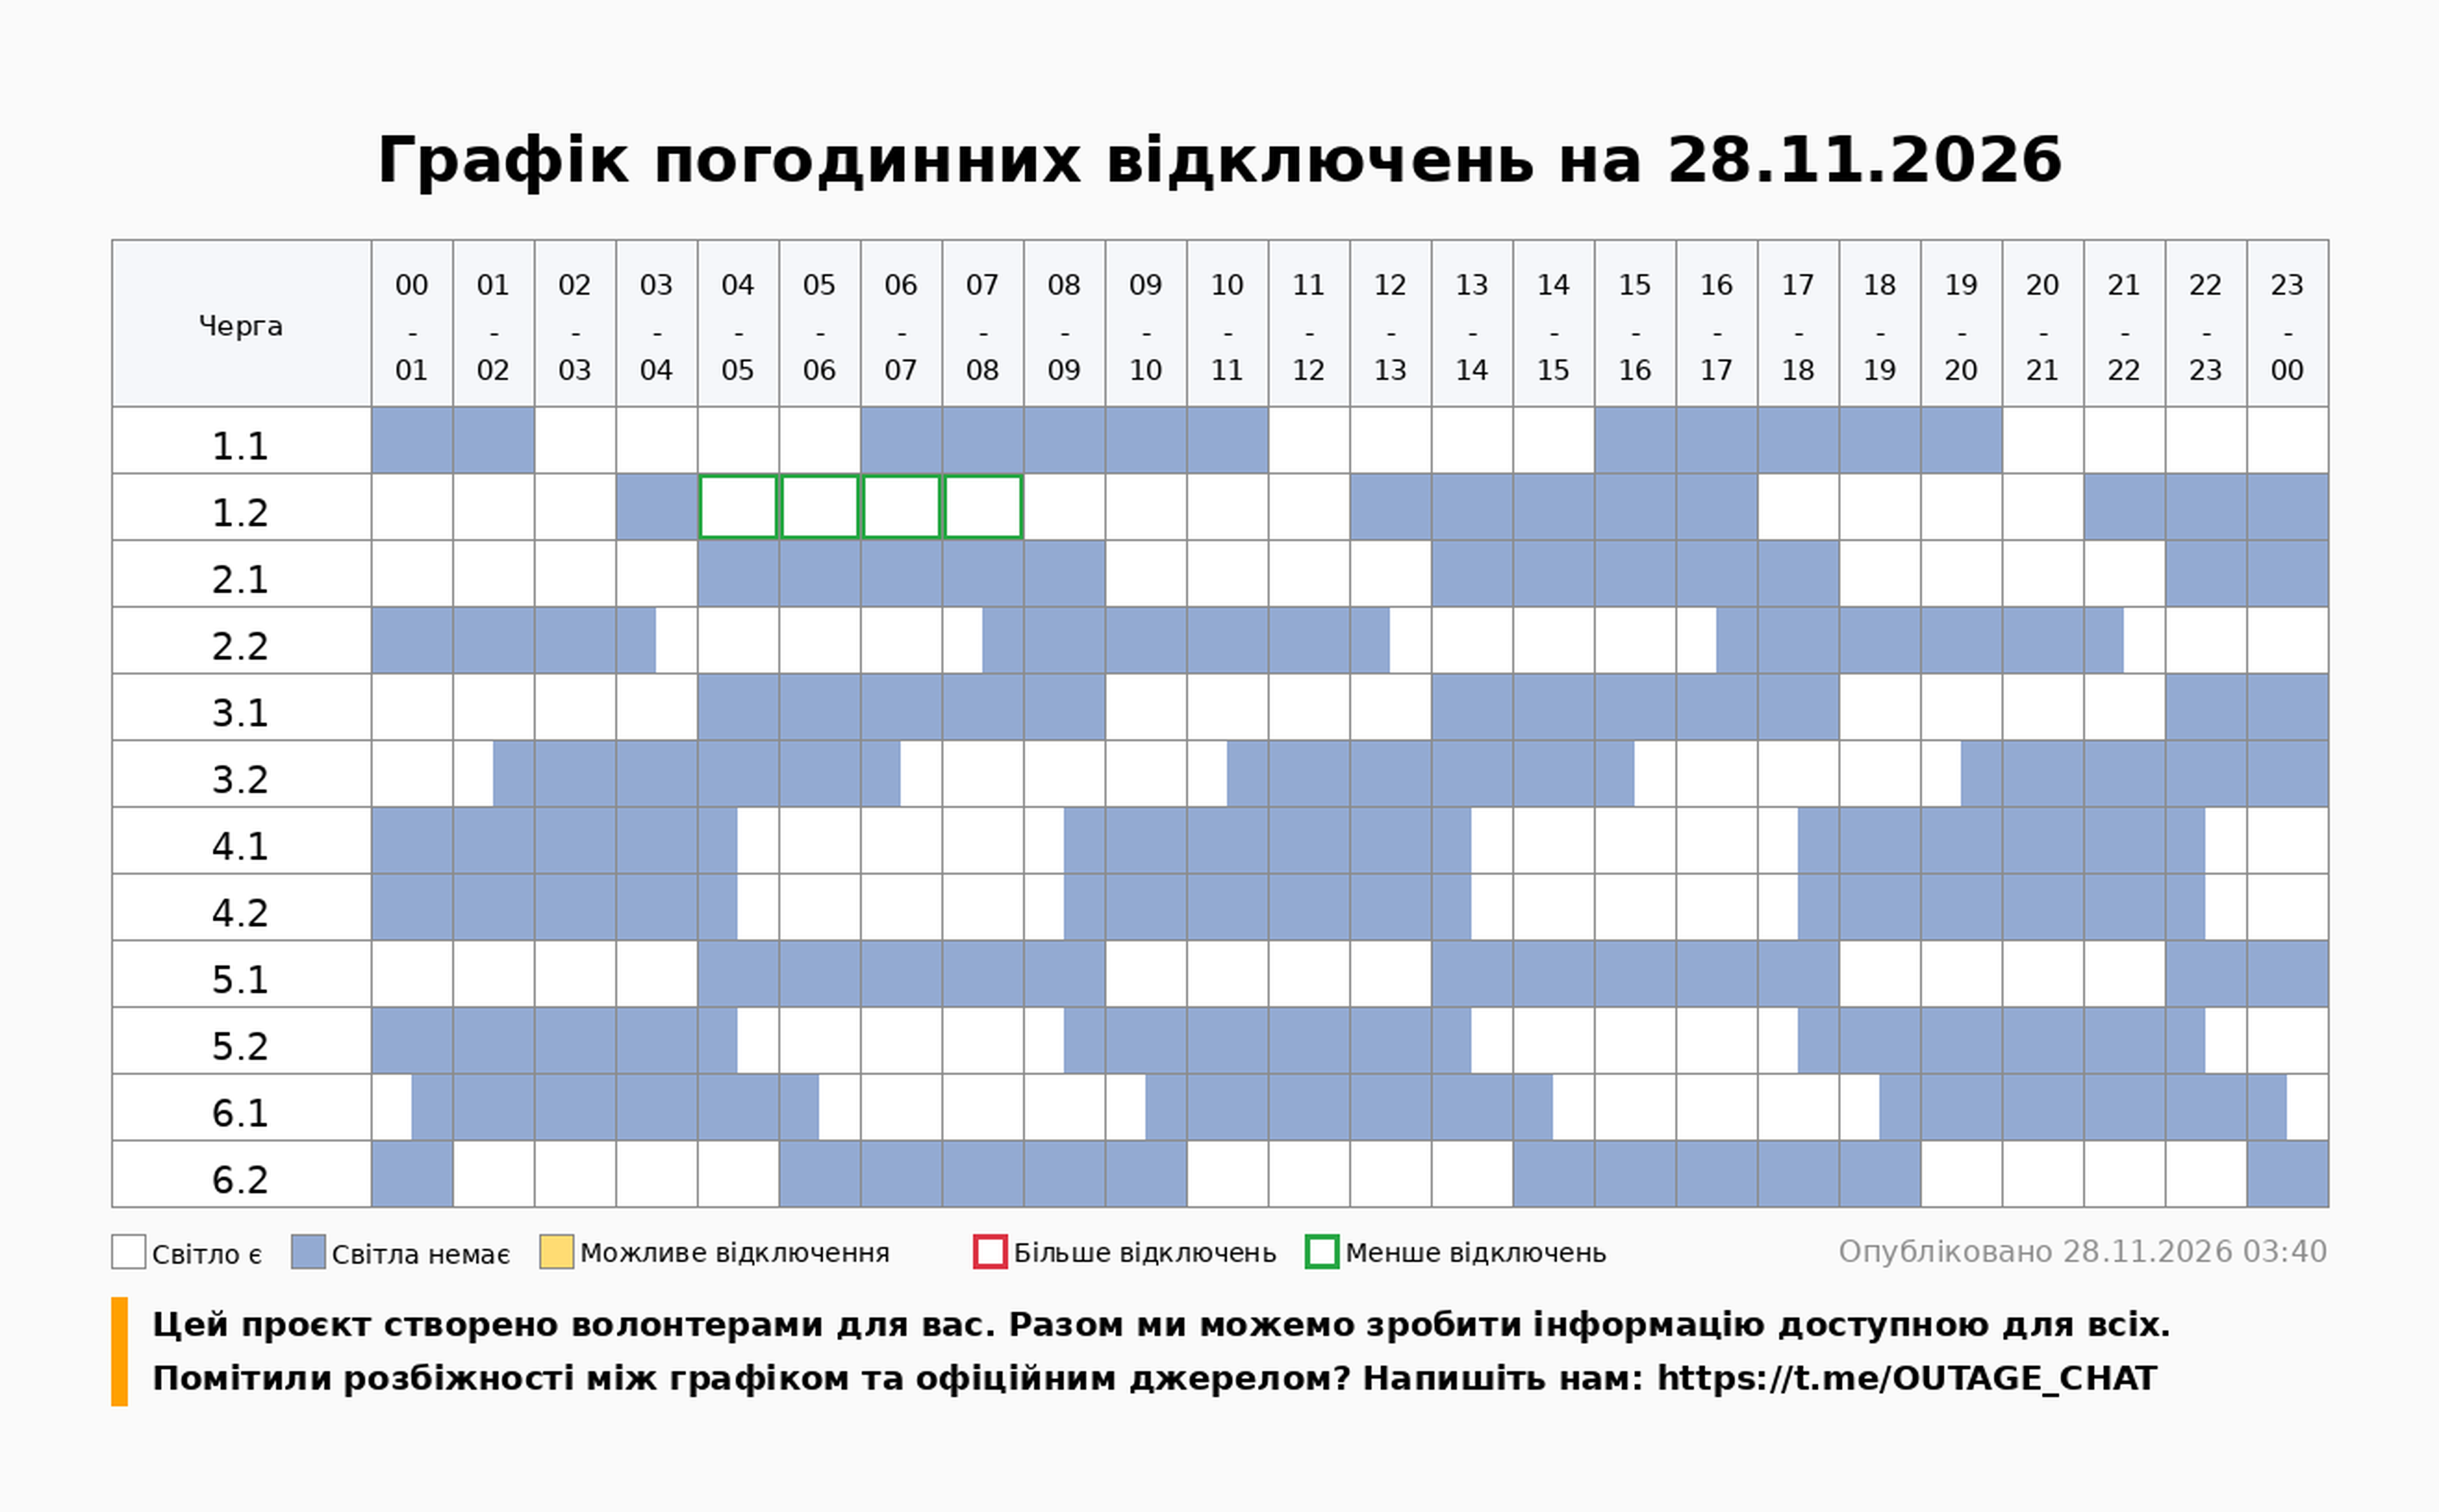 Графік погодинних відключень на 28.11.2026
Черга
00 - 01
01 - 02
02 - 03
03 - 04
04 - 05
05 - 06
06 - 07
07 - 08
08 - 09
09 - 10
10 - 11
11 - 12
12 - 13
13 - 14
14 - 15
15 - 16
16 - 17
17 - 18
18 - 19
19 - 20
20 - 21
21 - 22
22 - 23
23 - 00
1.1
1.2
2.1
2.2
3.1
3.2
4.1
4.2
5.1
5.2
6.1
6.2
Світло є
Світла немає
Можливе відключення
Більше відключень
Менше відключень
Опубліковано 28.11.2026 03:40
Цей проєкт створено волонтерами для вас. Разом ми можемо зробити інформацію доступною для всіх.
Помітили розбіжності між графіком та офіційним джерелом? Напишіть нам: https://t.me/OUTAGE_CHAT